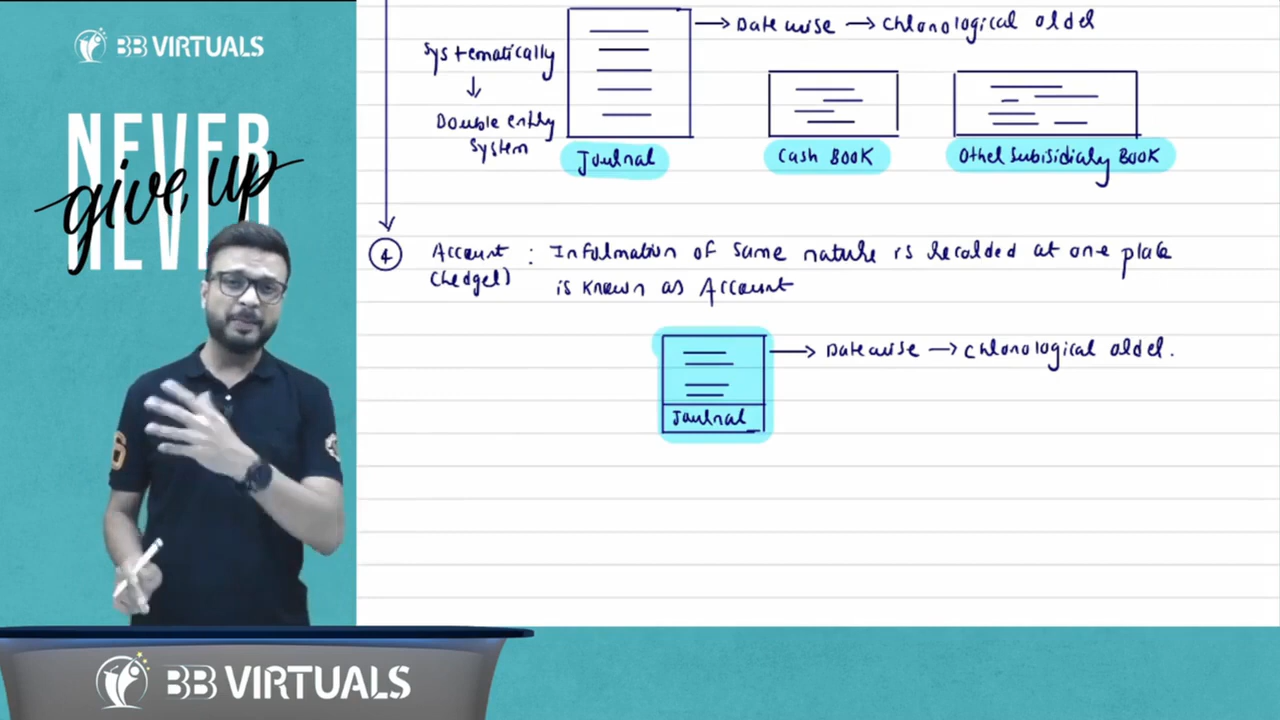 BB VIRTUALS
NEVER
give up
NEVER
Systematically
Double entry
System
Date wise → Chronological order
Journal
Cash BOOK
Other Subisidiary BOOK
4 Account : Information of same nature is recorded at one place
(Ledger) is known as Account
Journal
Date wise → Chronological order.
BB VIRTUALS